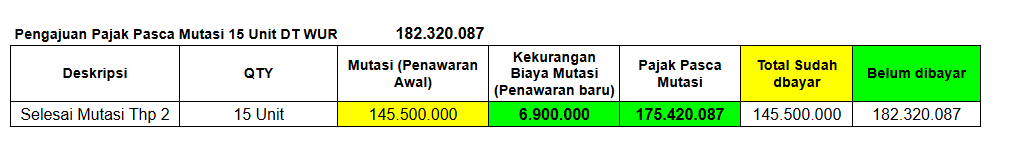 Pengajuan Pajak Pasca Mutasi 15 Unit DT WUR 182.320.087
Deskripsi QTY Mutasi (Penawaran Awal) Kekurangan Biaya Mutasi (Penawaran baru) Pajak Pasca Mutasi Total Sudah dbayar Belum dibayar
Selesai Mutasi Thp 2 15 Unit 145.500.000 6.900.000 175.420.087 145.500.000 182.320.087